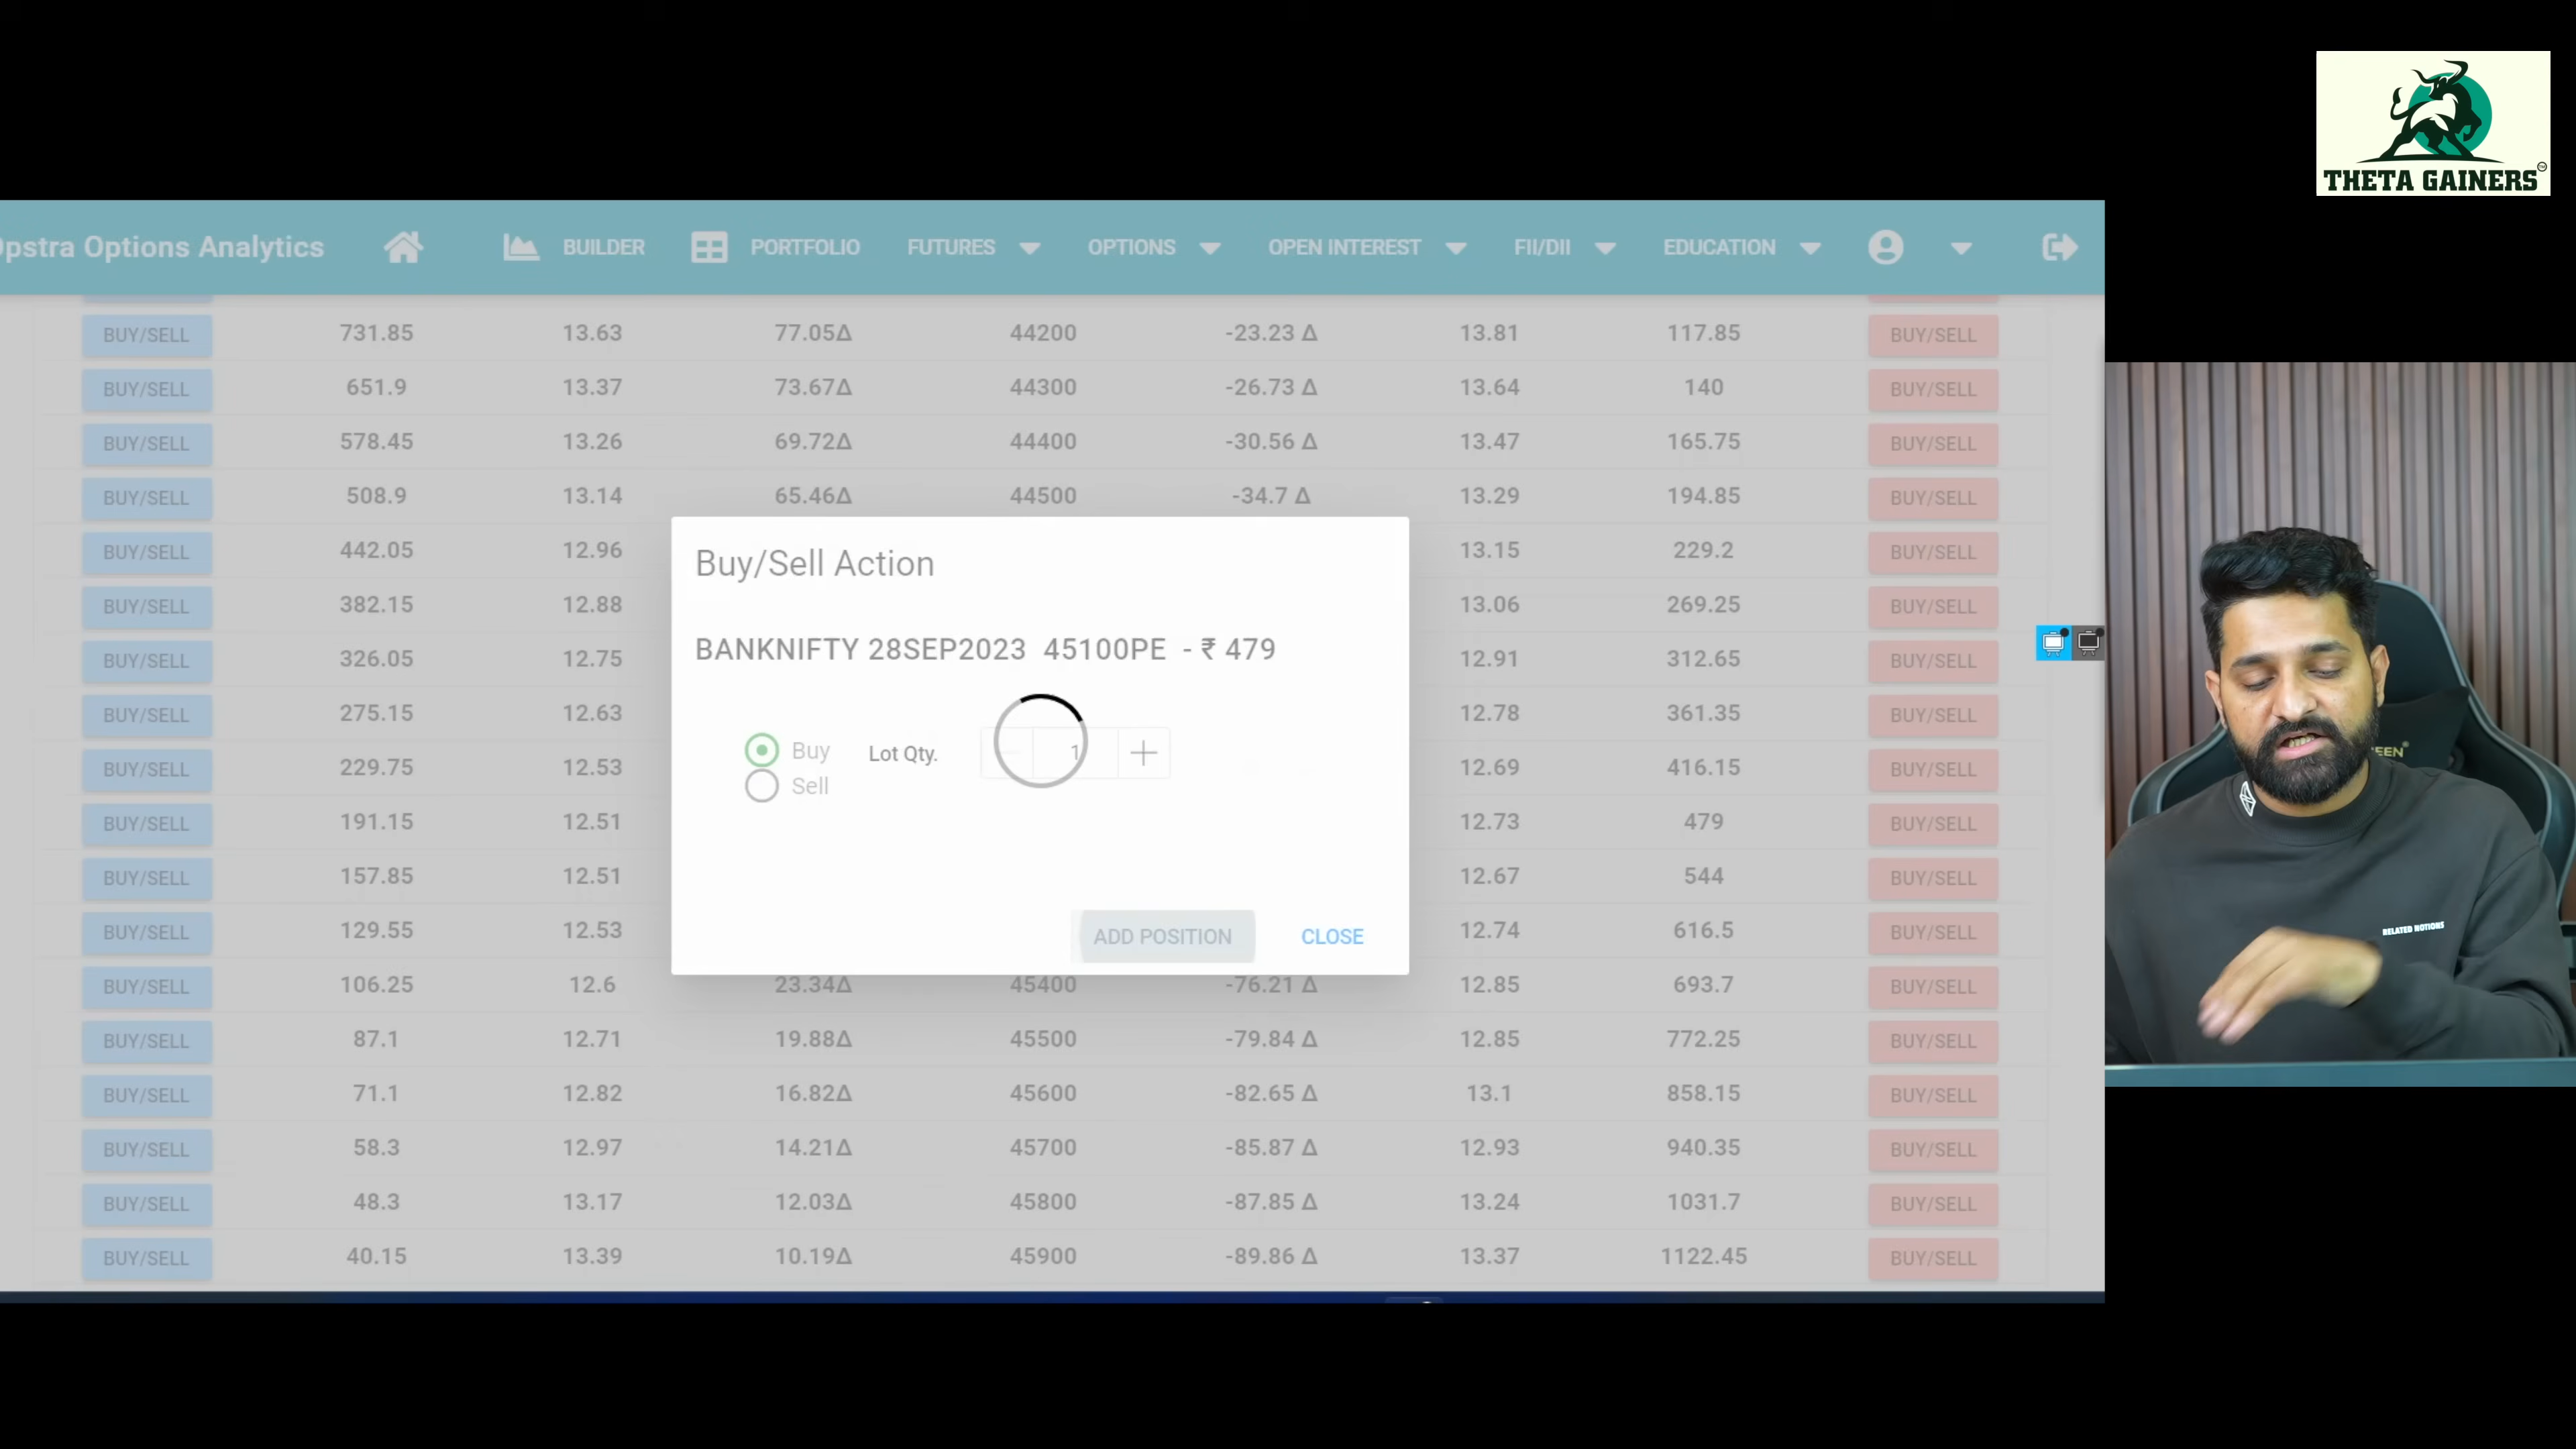 THETA GAINERS
Opstra Options Analytics BUILDER PORTFOLIO FUTURES OPTIONS OPEN INTEREST FII/DII EDUCATION
BUY/SELL 731.85 13.63 77.05Δ 44200 -23.23 Δ 13.81 117.85 BUY/SELL
BUY/SELL 651.9 13.37 73.67Δ 44300 -26.73 Δ 13.64 140 BUY/SELL
BUY/SELL 578.45 13.26 69.72Δ 44400 -30.56 Δ 13.47 165.75 BUY/SELL
BUY/SELL 508.9 13.14 65.46Δ 44500 -34.7 Δ 13.29 194.85 BUY/SELL
BUY/SELL 442.05 12.96 13.15 229.2 BUY/SELL
BUY/SELL 382.15 12.88 13.06 269.25 BUY/SELL
BUY/SELL 326.05 12.75 12.91 312.65 BUY/SELL
BUY/SELL 275.15 12.63 12.78 361.35 BUY/SELL
BUY/SELL 229.75 12.53 12.69 416.15 BUY/SELL
BUY/SELL 191.15 12.51 12.73 479 BUY/SELL
BUY/SELL 157.85 12.51 12.67 544 BUY/SELL
BUY/SELL 129.55 12.53 12.74 616.5 BUY/SELL
BUY/SELL 106.25 12.6 23.34Δ 45400 -76.21 Δ 12.85 693.7 BUY/SELL
BUY/SELL 87.1 12.71 19.88Δ 45500 -79.84 Δ 12.85 772.25 BUY/SELL
BUY/SELL 71.1 12.82 16.82Δ 45600 -82.65 Δ 13.1 858.15 BUY/SELL
BUY/SELL 58.3 12.97 14.21Δ 45700 -85.87 Δ 12.93 940.35 BUY/SELL
BUY/SELL 48.3 13.17 12.03Δ 45800 -87.85 Δ 13.24 1031.7 BUY/SELL
BUY/SELL 40.15 13.39 10.19Δ 45900 -89.86 Δ 13.37 1122.45 BUY/SELL
Buy/Sell Action
BANKNIFTY 28SEP2023 45100PE - ₹ 479
Buy
Sell
Lot Qty. 1 +
ADD POSITION CLOSE
EEN
RELATED NOTIONS